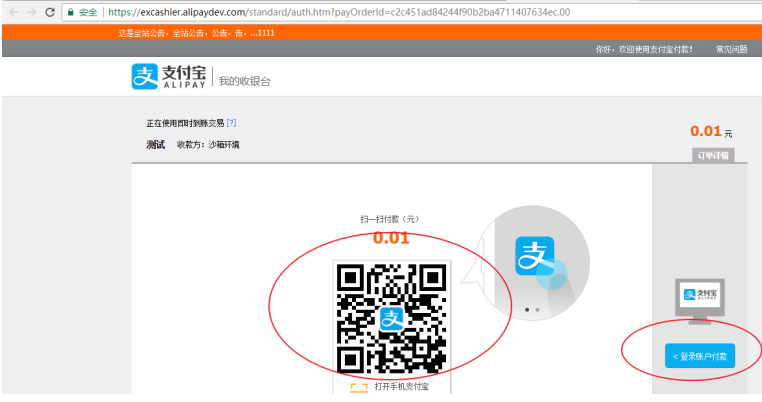 安全 | https://excashier.alipaydev.com/standard/auth.htm?payOrderId=c2c451ad84244f90b2ba4711407634ec.00
这是全站公告,全站公告,公告,告,...1111
你好,欢迎使用支付宝付款! 常见问题
支 支付宝 ALIPAY 我的收银台
正在使用即时到账交易 [?]
0.01 元
测试 收款方:沙箱环境
订单详情
扫一扫付款(元)
0.01
支
支
支 支付宝 ALIPAY
< 登录账户付款
打开手机支付宝